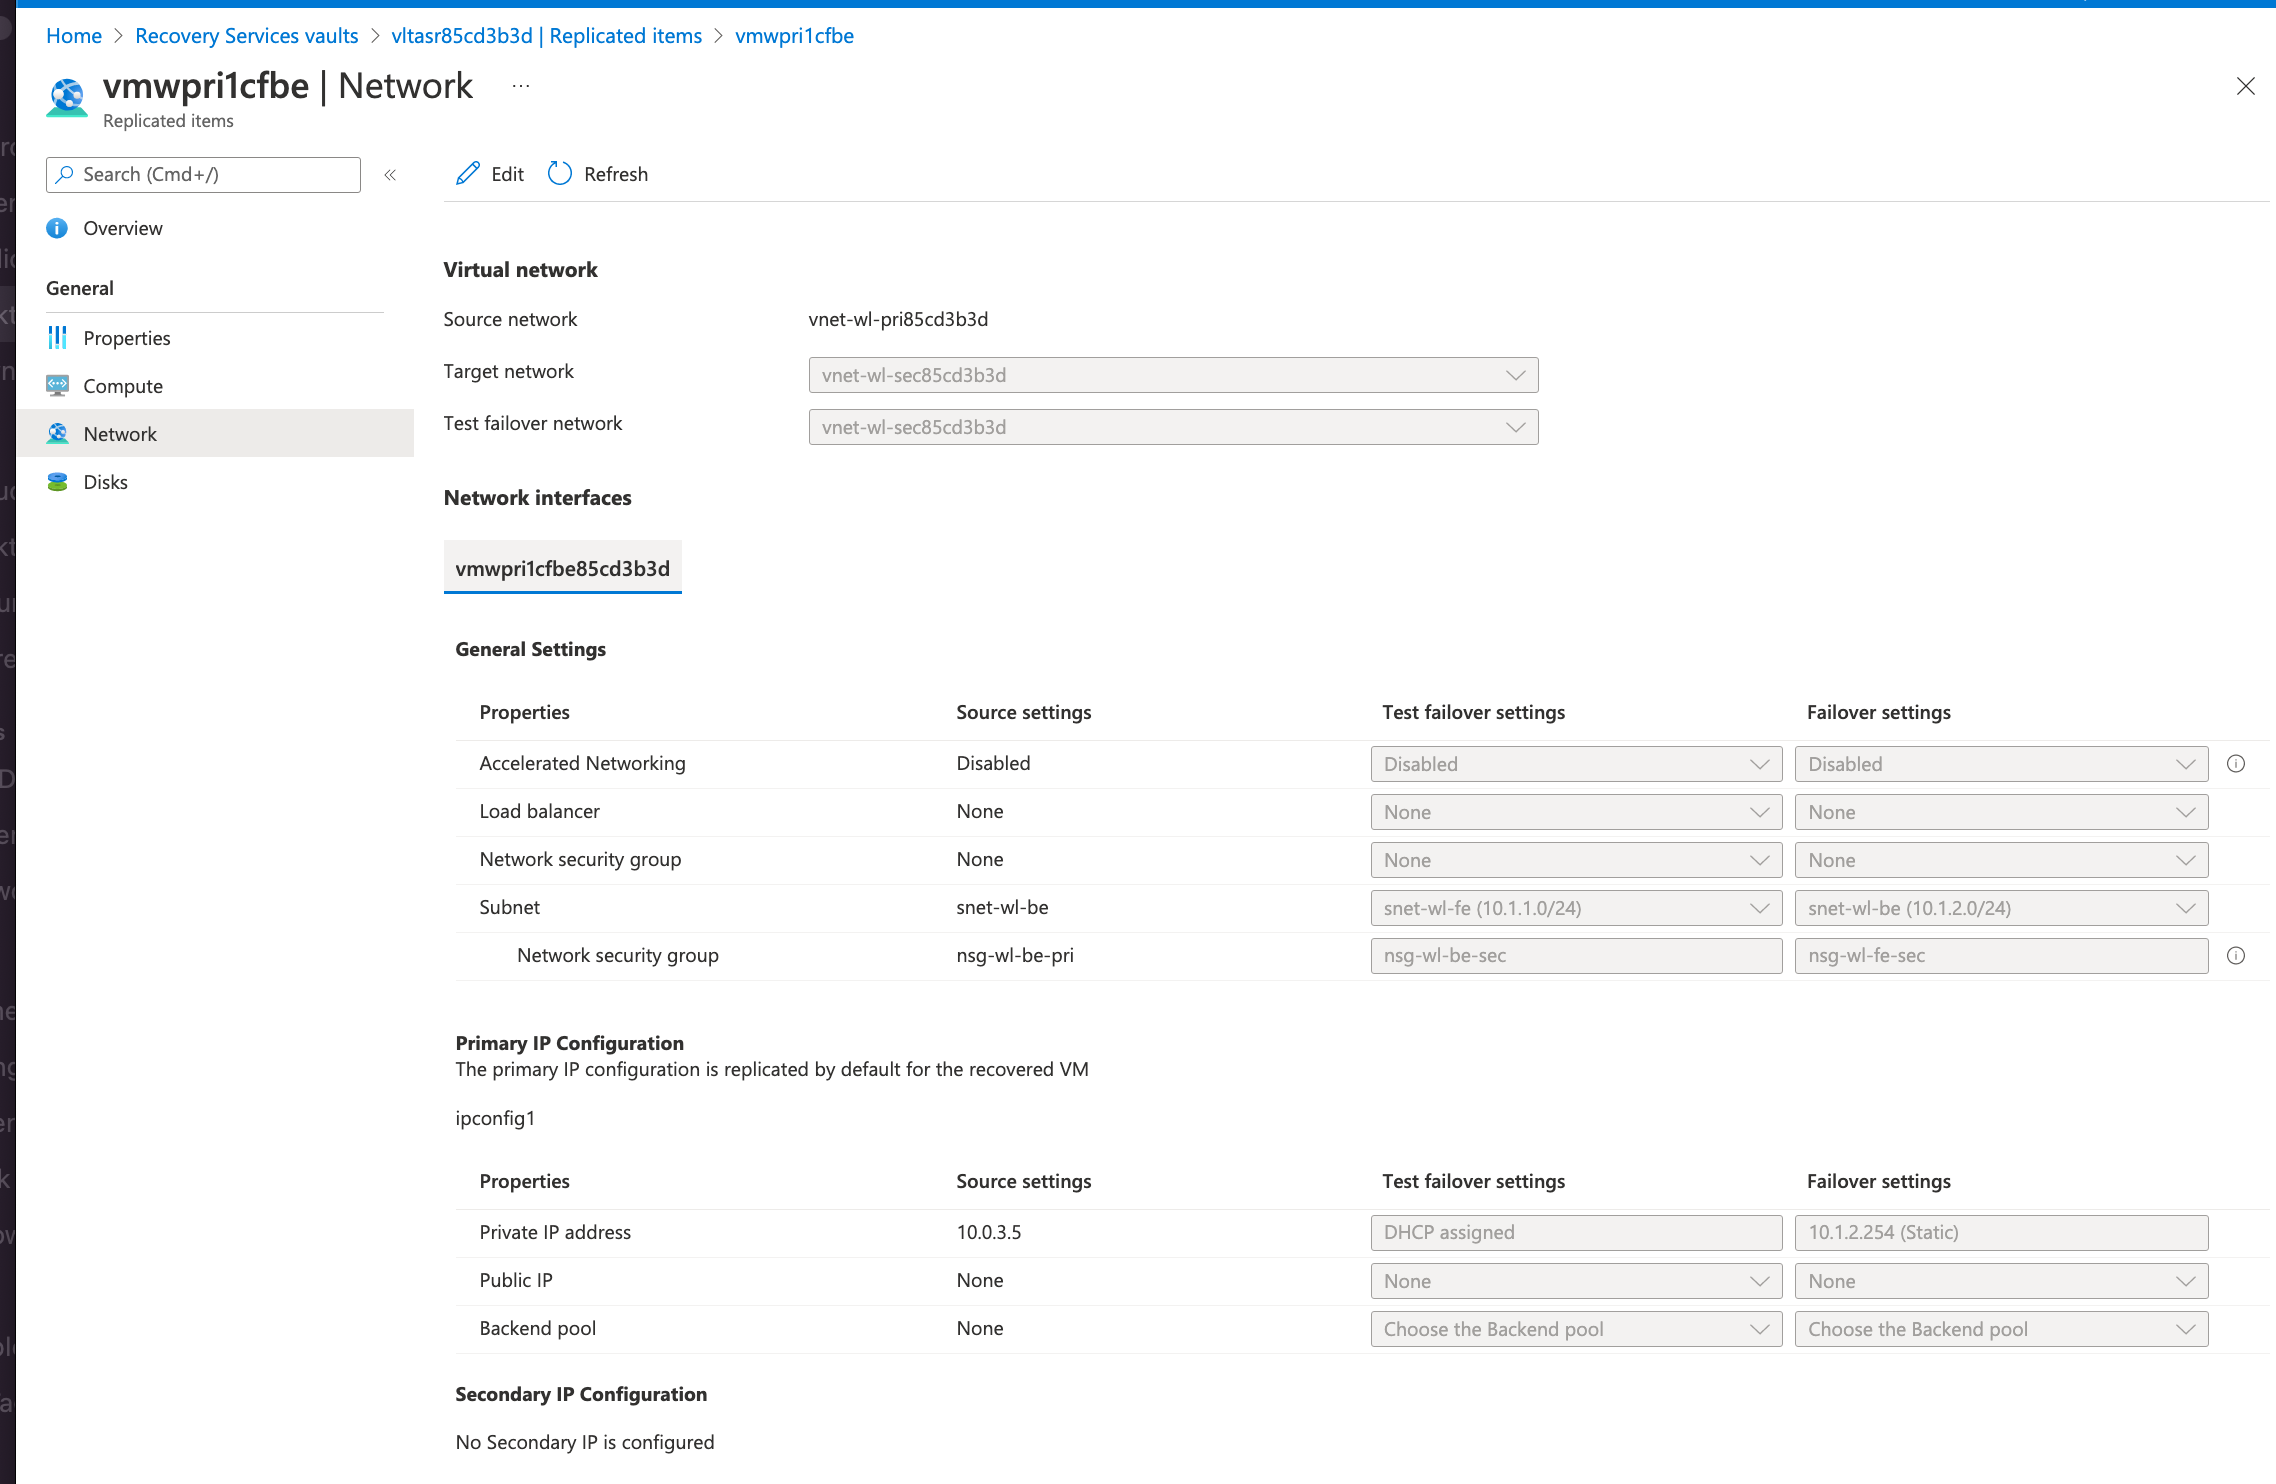 Home > Recovery Services vaults > vltasr85cd3b3d | Replicated items > vmwpri1cfbe
vmwpri1cfbe | Network ...
Replicated items
Search (Cmd+/) «
Edit Refresh
Overview
General
Properties
Compute
Network
Disks
Virtual network
Source network vnet-wl-pri85cd3b3d
Target network vnet-wl-sec85cd3b3d
Test failover network vnet-wl-sec85cd3b3d
Network interfaces
vmwpri1cfbe85cd3b3d
General Settings
Properties Source settings Test failover settings Failover settings
Accelerated Networking Disabled Disabled Disabled
Load balancer None None None
Network security group None None None
Subnet snet-wl-be snet-wl-fe (10.1.1.0/24) snet-wl-be (10.1.2.0/24)
Network security group nsg-wl-be-pri nsg-wl-be-sec nsg-wl-fe-sec
Primary IP Configuration
The primary IP configuration is replicated by default for the recovered VM
ipconfig1
Properties Source settings Test failover settings Failover settings
Private IP address 10.0.3.5 DHCP assigned 10.1.2.254 (Static)
Public IP None None None
Backend pool None Choose the Backend pool Choose the Backend pool
Secondary IP Configuration
No Secondary IP is configured